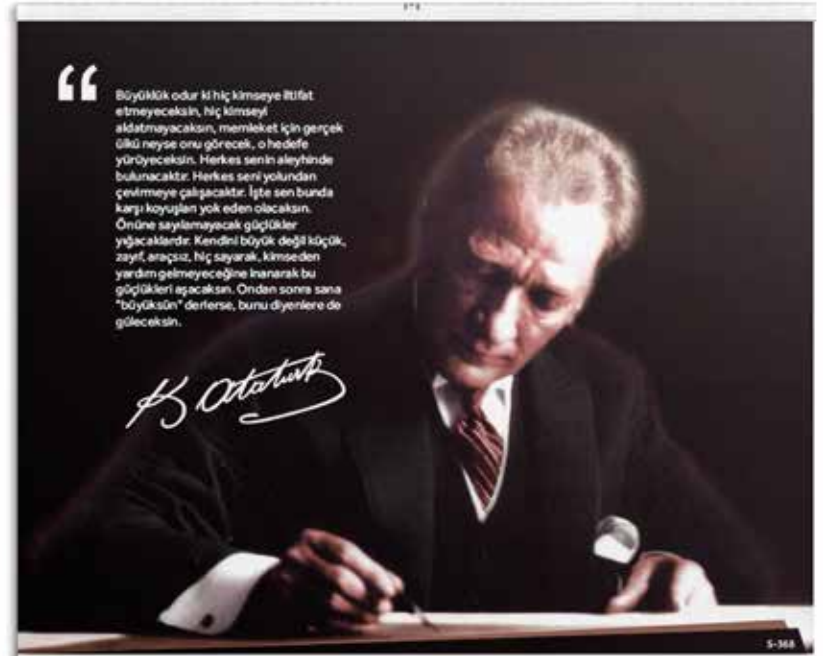 “
Büyüklük odur ki hiç kimseye iltifat
etmeyeceksin, hiç kimseyi
aldatmayacaksın, memleket için gerçek
ülkü neyse onu görecek, o hedefe
yürüyeceksin. Herkes senin aleyhinde
bulunacaktır. Herkes seni yolundan
çevirmeye çalışacaktır. İşte sen bunda
karşı koyuşları yok eden olacaksın.
Önüne sayılamayacak güçlükler
yığacaklardır. Kendini büyük değil küçük,
zayıf, araçsız, hiç sayarak, kimseden
yardım gelmeyeceğine inanarak bu
güçlükleri aşacaksın. Ondan sonra sana
"büyüksün" derlerse, bunu diyenlere de
güleceksin.
K. Atatürk
S-368